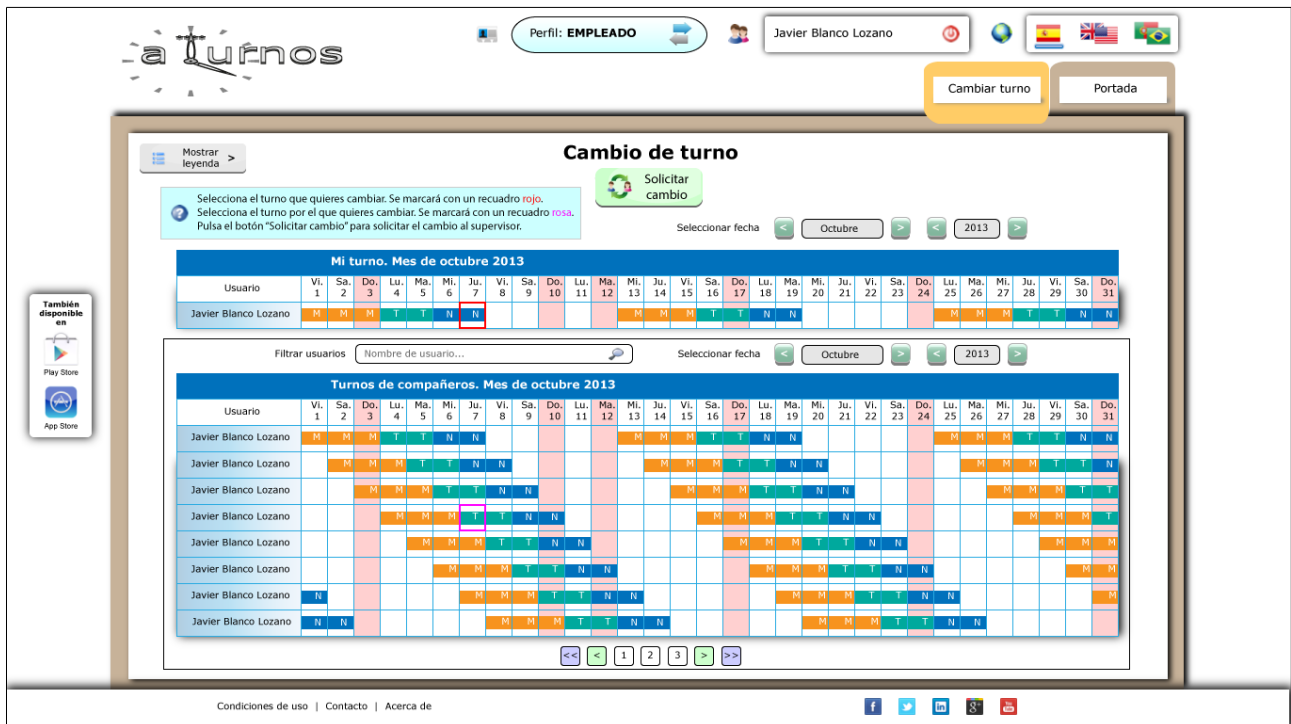 a turnos
Perfil: EMPLEADO
Javier Blanco Lozano
Cambiar turno
Portada
Mostrar leyenda >
Cambio de turno
Solicitar cambio
Selecciona el turno que quieres cambiar. Se marcará con un recuadro rojo.
Selecciona el turno por el que quieres cambiar. Se marcará con un recuadro rosa.
Pulsa el botón "Solicitar cambio" para solicitar el cambio al supervisor.
Seleccionar fecha < Octubre > < 2013 >
Mi turno. Mes de octubre 2013
Usuario Vi. 1 Sa. 2 Do. 3 Lu. 4 Ma. 5 Mi. 6 Ju. 7 Vi. 8 Sa. 9 Do. 10 Lu. 11 Ma. 12 Mi. 13 Ju. 14 Vi. 15 Sa. 16 Do. 17 Lu. 18 Ma. 19 Mi. 20 Ju. 21 Vi. 22 Sa. 23 Do. 24 Lu. 25 Ma. 26 Mi. 27 Ju. 28 Vi. 29 Sa. 30 Do. 31
Javier Blanco Lozano M M M T T N N M M M T T N N M M M T T N N
También disponible en
Play Store
App Store
Filtrar usuarios Nombre de usuario... Seleccionar fecha < Octubre > < 2013 >
Turnos de compañeros. Mes de octubre 2013
Usuario Vi. 1 Sa. 2 Do. 3 Lu. 4 Ma. 5 Mi. 6 Ju. 7 Vi. 8 Sa. 9 Do. 10 Lu. 11 Ma. 12 Mi. 13 Ju. 14 Vi. 15 Sa. 16 Do. 17 Lu. 18 Ma. 19 Mi. 20 Ju. 21 Vi. 22 Sa. 23 Do. 24 Lu. 25 Ma. 26 Mi. 27 Ju. 28 Vi. 29 Sa. 30 Do. 31
Javier Blanco Lozano M M M T T N N M M M T T N N M M M T T N N
Javier Blanco Lozano M M M T T N N M M M T T N N M M M T T N
Javier Blanco Lozano M M M T T N N M M M T T N N M M M T T
Javier Blanco Lozano M M M T T N N M M M T T N N M M M T
Javier Blanco Lozano M M M T T N N M M M T T N N M M M
Javier Blanco Lozano M M M T T N N M M M T T N N M M
Javier Blanco Lozano N M M M T T N N M M M T T N N M
Javier Blanco Lozano N N M M M T T N N M M M T T N N
<< < 1 2 3 > >>
Condiciones de uso | Contacto | Acerca de